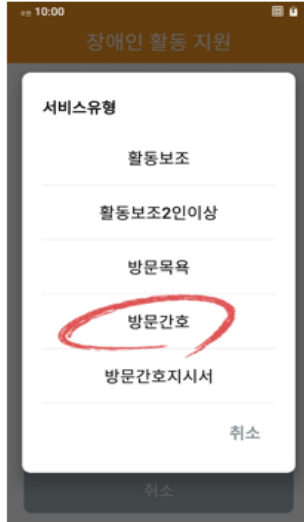 오전 10:00
장애인 활동 지원
서비스유형
활동보조
활동보조2인이상
방문목욕
방문간호
방문간호지시서
취소
취소